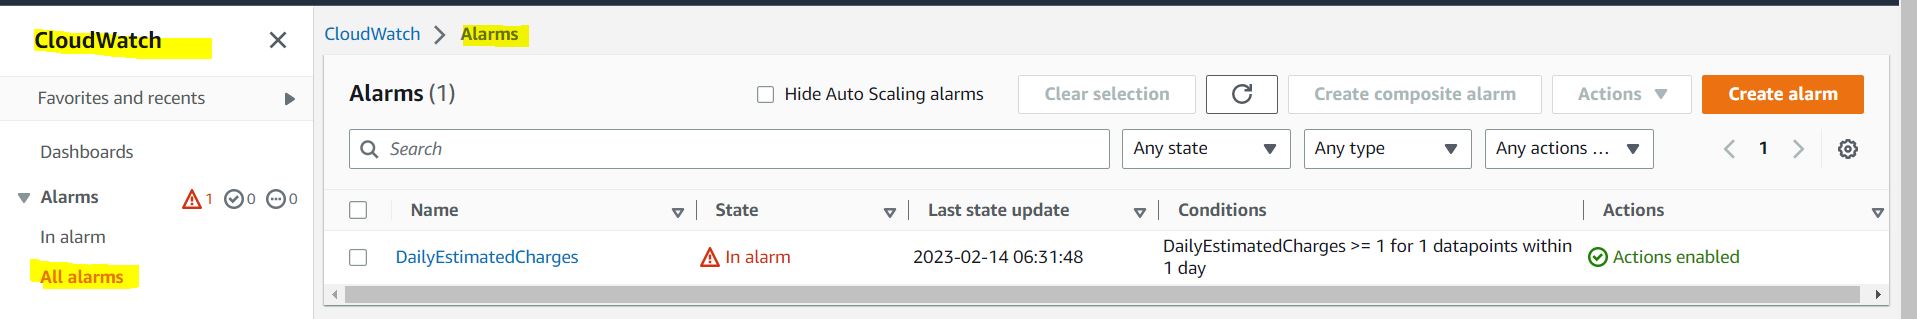 CloudWatch
Favorites and recents
Dashboards
Alarms 1 0 0
In alarm
All alarms
CloudWatch > Alarms
Alarms (1) Hide Auto Scaling alarms Clear selection Create composite alarm Actions Create alarm
Search Any state Any type Any actions ... 1
Name State Last state update Conditions Actions
DailyEstimatedCharges In alarm 2023-02-14 06:31:48 DailyEstimatedCharges >= 1 for 1 datapoints within
1 day Actions enabled